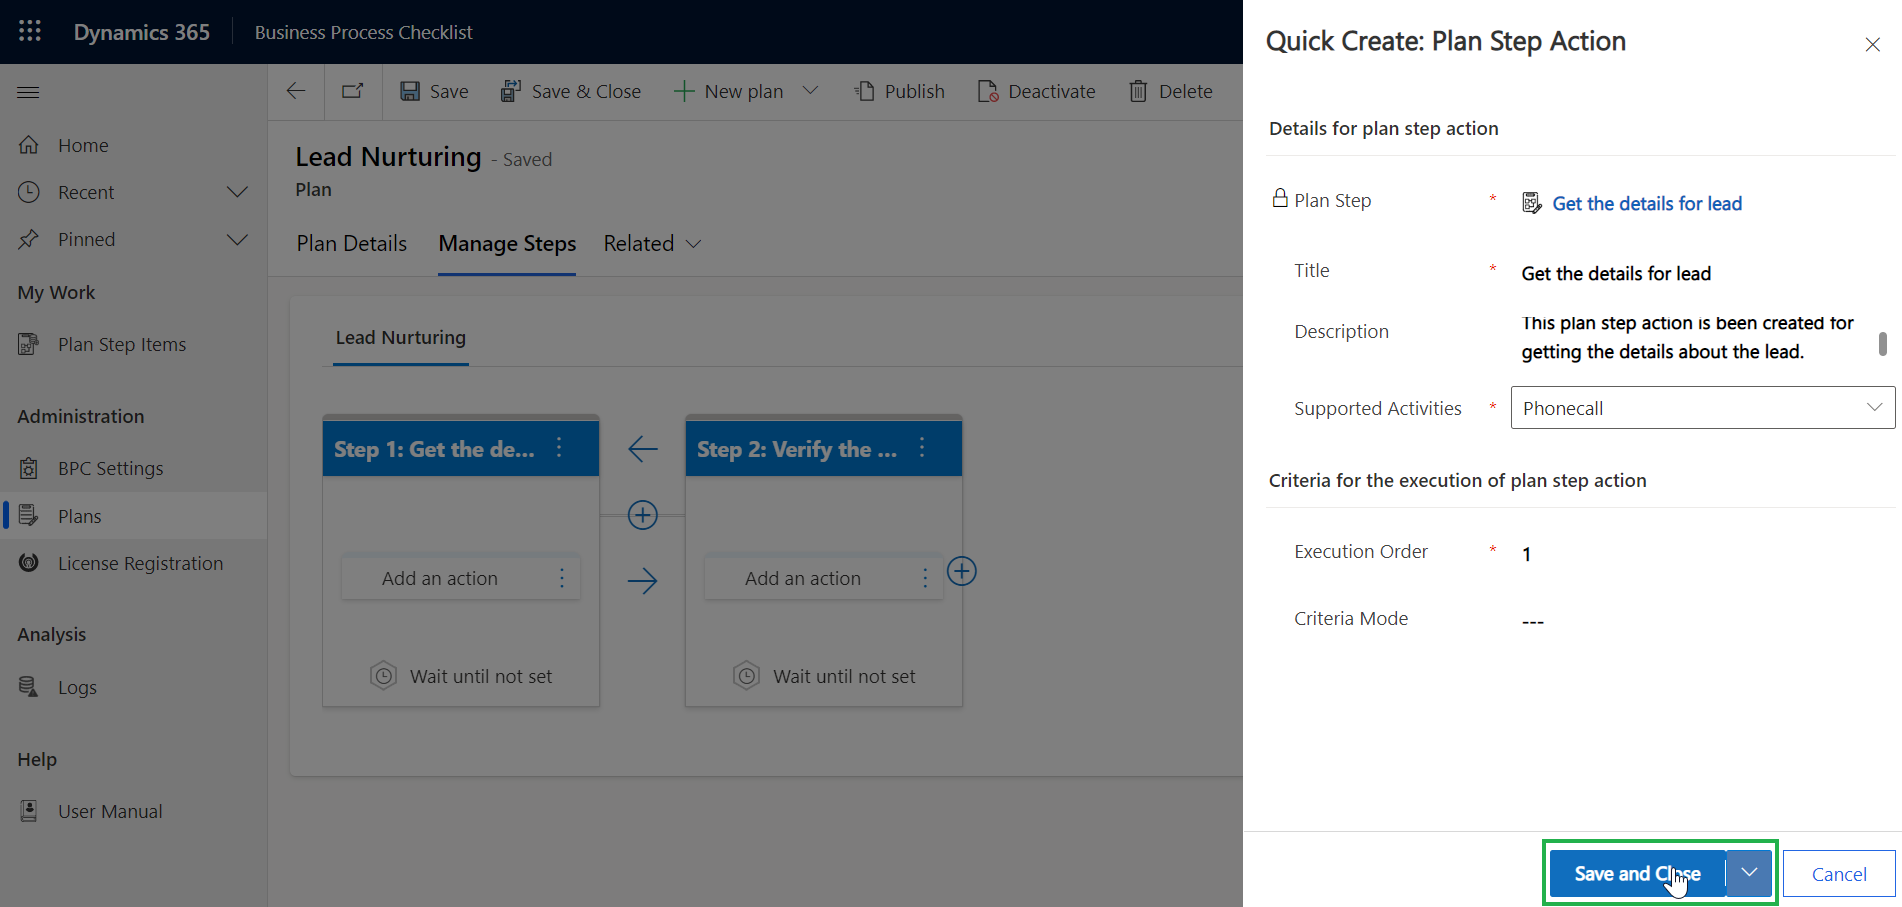 Dynamics 365
Business Process Checklist
Home
Recent
Pinned
My Work
Plan Step Items
Administration
BPC Settings
Plans
License Registration
Analysis
Logs
Help
User Manual
Save
Save & Close
New plan
Publish
Deactivate
Delete
Lead Nurturing - Saved
Plan
Plan Details
Manage Steps
Related
Lead Nurturing
Step 1: Get the de...
Add an action
Wait until not set
Step 2: Verify the ...
Add an action
Wait until not set
Quick Create: Plan Step Action
Details for plan step action
Plan Step * Get the details for lead
Title * Get the details for lead
Description
This plan step action is been created for
getting the details about the lead.
Supported Activities * Phonecall
Criteria for the execution of plan step action
Execution Order * 1
Criteria Mode ---
Save and Close
Cancel